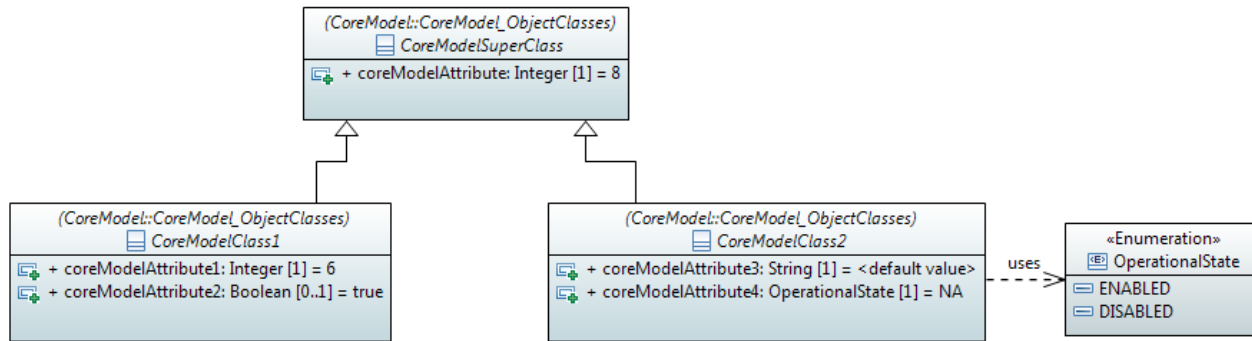 (CoreModel::CoreModel_ObjectClasses)
CoreModelSuperClass
+ coreModelAttribute: Integer [1] = 8
(CoreModel::CoreModel_ObjectClasses)
CoreModelClass1
+ coreModelAttribute1: Integer [1] = 6
+ coreModelAttribute2: Boolean [0..1] = true
(CoreModel::CoreModel_ObjectClasses)
CoreModelClass2
+ coreModelAttribute3: String [1] = <default value>
+ coreModelAttribute4: OperationalState [1] = NA
uses
«Enumeration»
<E> OperationalState
ENABLED
DISABLED